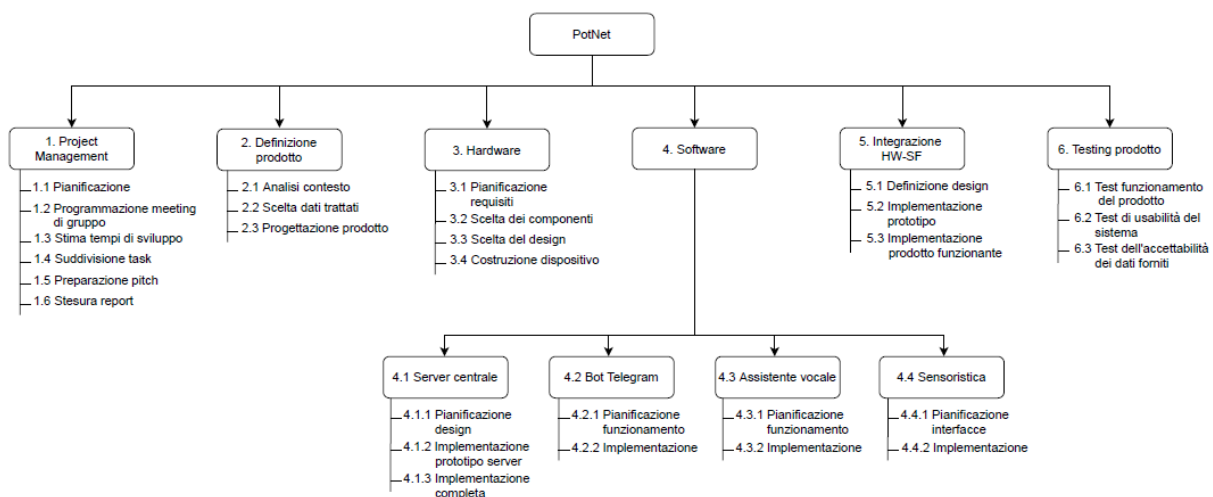 PotNet
1. Project
Management
1.1 Pianificazione
1.2 Programmazione meeting
di gruppo
1.3 Stima tempi di sviluppo
1.4 Suddivisione task
1.5 Preparazione pitch
1.6 Stesura report
2. Definizione
prodotto
2.1 Analisi contesto
2.2 Scelta dati trattati
2.3 Progettazione prodotto
3. Hardware
3.1 Pianificazione
requisiti
3.2 Scelta dei componenti
3.3 Scelta del design
3.4 Costruzione dispositivo
4. Software
4.1 Server centrale
4.1.1 Pianificazione
design
4.1.2 Implementazione
prototipo server
4.1.3 Implementazione
completa
4.2 Bot Telegram
4.2.1 Pianificazione
funzionamento
4.2.2 Implementazione
4.3 Assistente vocale
4.3.1 Pianificazione
funzionamento
4.3.2 Implementazione
4.4 Sensoristica
4.4.1 Pianificazione
interfacce
4.4.2 Implementazione
5. Integrazione
HW-SF
5.1 Definizione design
5.2 Implementazione
prototipo
5.3 Implementazione
prodotto funzionante
6. Testing prodotto
6.1 Test funzionamento
del prodotto
6.2 Test di usabilità del
sistema
6.3 Test dell'accettabilità
dei dati forniti